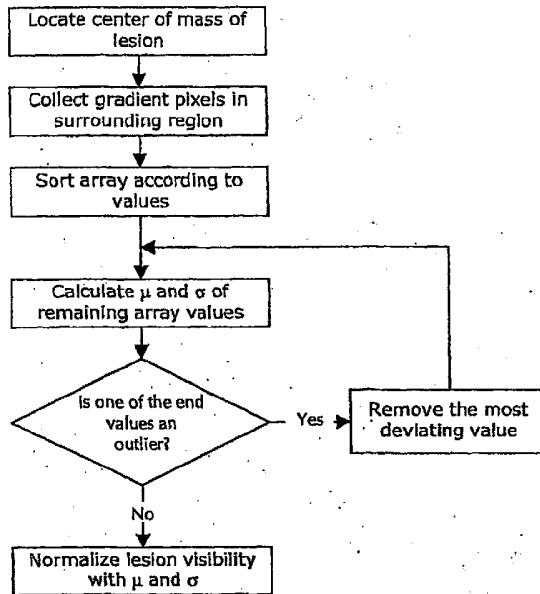 Locate center of mass of
lesion
Collect gradient pixels in
surrounding region
Sort array according to
values
Calculate μ and σ of
remaining array values
Is one of the end
values an
outlier?
Yes
Remove the most
deviating value
No
Normalize lesion visibility
with μ and σ